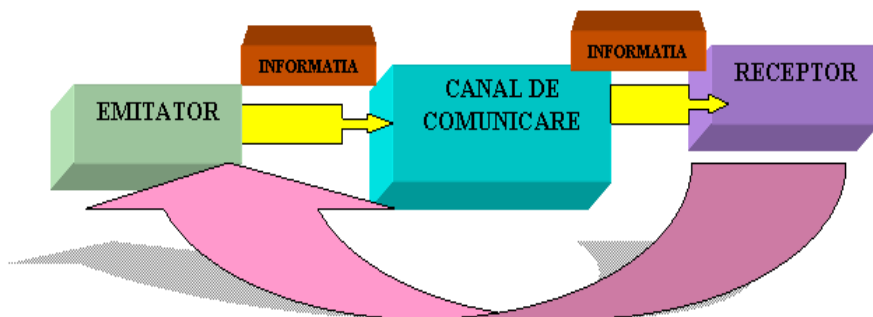 EMITATOR
INFORMATIA
CANAL DE
COMUNICARE
INFORMATIA
RECEPTOR